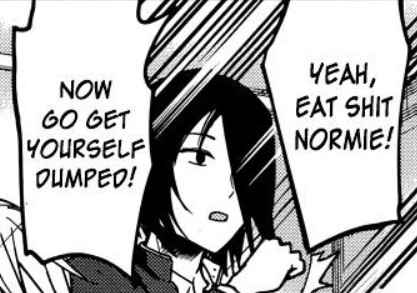 YEAH,
EAT SHIT
NORMIE!
NOW
GO GET
YOURSELF
DUMPED!